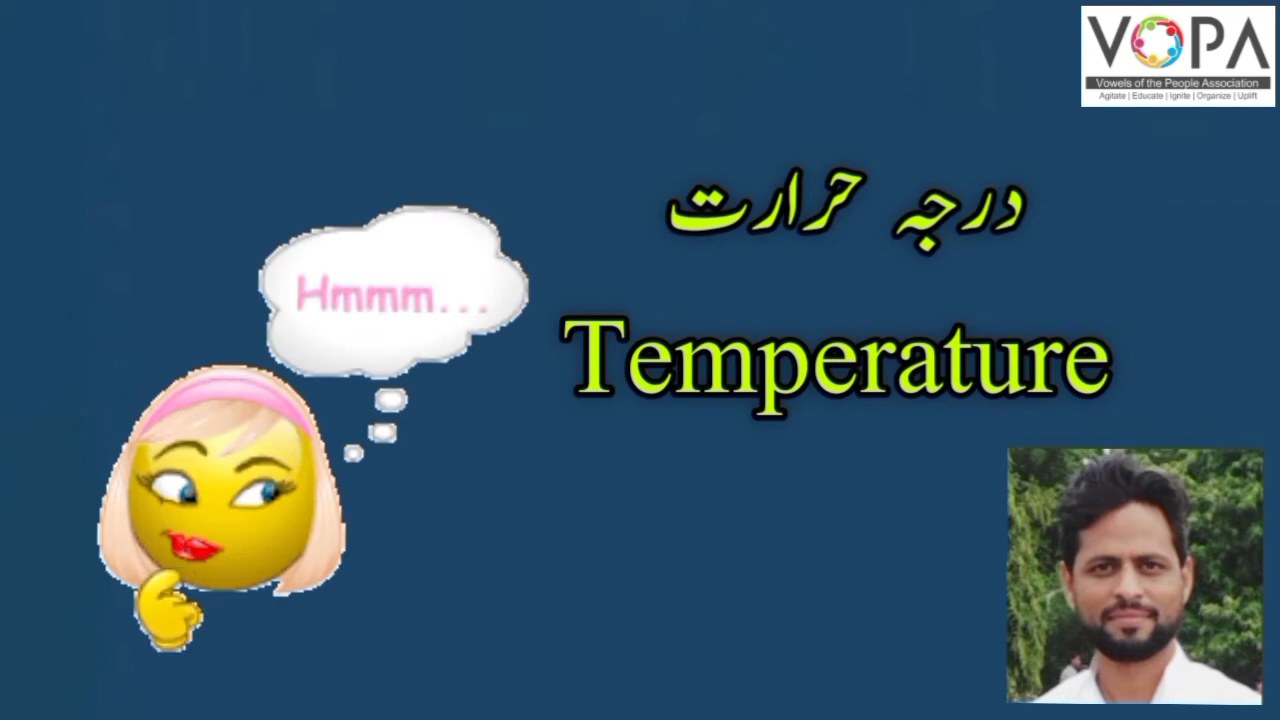 VOPA
Vowels of the People Association
Agitate | Educate | Ignite | Organize | Uplift
درجہ حرارت
Hmmm...
Temperature